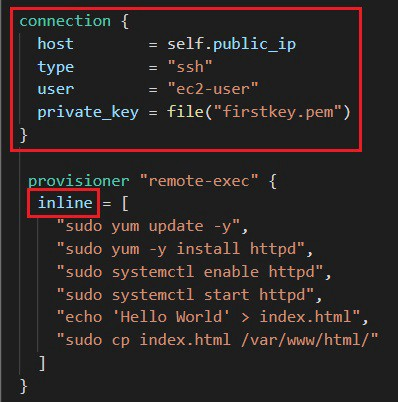 connection {
  host        = self.public_ip
  type        = "ssh"
  user        = "ec2-user"
  private_key = file("firstkey.pem")
}
provisioner "remote-exec" {
  inline = [
    "sudo yum update -y",
    "sudo yum -y install httpd",
    "sudo systemctl enable httpd",
    "sudo systemctl start httpd",
    "echo 'Hello World' > index.html",
    "sudo cp index.html /var/www/html/"
  ]
}